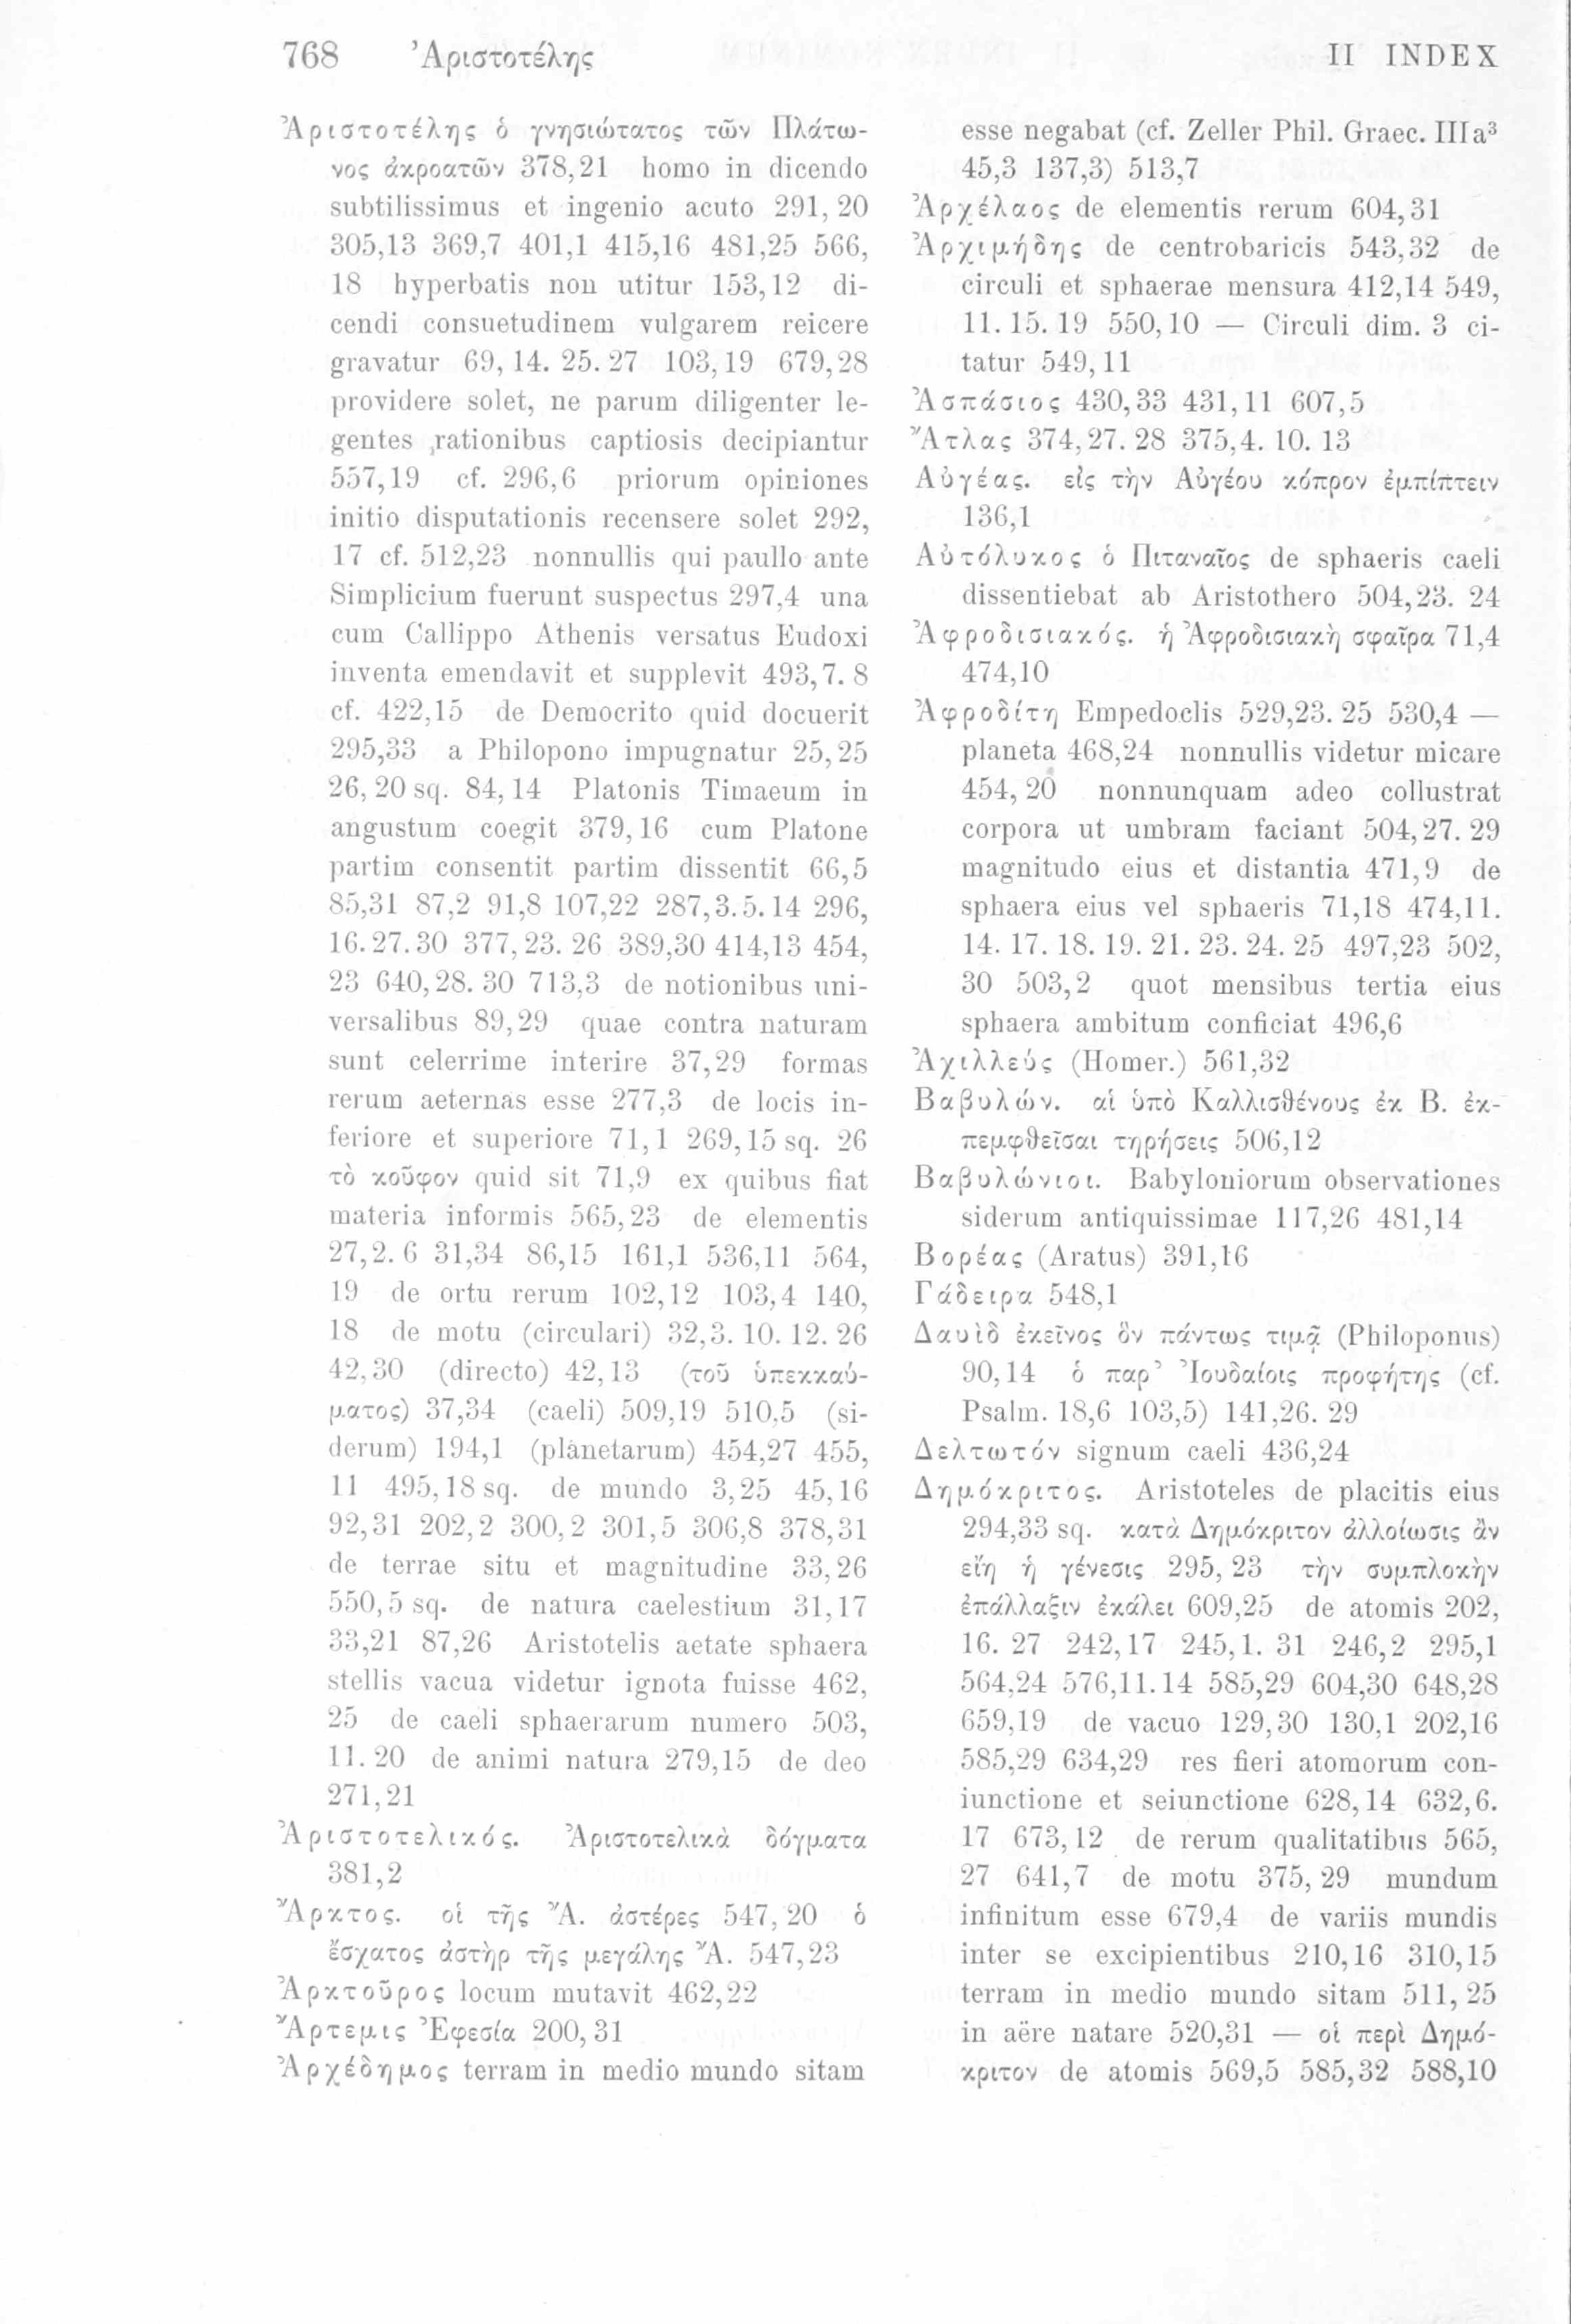 768 Ἀριστοτέλης
II INDEX
Ἀριστοτέλης ὁ γνησιώτατος τῶν Πλάτω-
νος ἀκροατῶν 378,21 homo in dicendo
subtilissimus et ingenio acuto 291, 20
305,13 369,7 401,1 415,16 481,25 566,
18 hyperbatis non utitur 153,12 di-
cendi consuetudinem vulgarem reicere
gravatur 69, 14. 25. 27 103,19 679,28
providere solet, ne parum diligenter le-
gentes rationibus captiosis decipiantur
557,19 cf. 296,6 priorum opiniones
initio disputationis recensere solet 292,
17 cf. 512,23 nonnullis qui paullo ante
Simplicium fuerunt suspectus 297,4 una
cum Callippo Athenis versatus Eudoxi
inventa emendavit et supplevit 493,7. 8
cf. 422,15 de Democrito quid docuerit
295,33 a Philopono impugnatur 25,25
26, 20 sq. 84, 14 Platonis Timaeum in
angustum coegit 379,16 cum Platone
partim consentit partim dissentit 66,5
85,31 87,2 91,8 107,22 287,3.5.14 296,
16.27.30 377,23. 26 389,30 414,13 454,
23 640,28. 30 713,3 de notionibus uni-
versalibus 89,29 quae contra naturam
sunt celerrime interire 37,29 formas
rerum aeternas esse 277,3 de locis in-
feriore et superiore 71,1 269,15 sq. 26
τὸ κοῦφον quid sit 71,9 ex quibus fiat
materia informis 565,23 de elementis
27,2. 6 31,34 86,15 161,1 536,11 564,
19 de ortu rerum 102,12 103,4 140,
18 de motu (circulari) 32,3. 10. 12. 26
42,30 (directo) 42,13 (τοῦ ὑπεκκαύ-
ματος) 37,34 (caeli) 509,19 510,5 (si-
derum) 194,1 (planetarum) 454,27 455,
11 495,18 sq. de mundo 3,25 45,16
92,31 202,2 300,2 301,5 306,8 378,31
de terrae situ et magnitudine 33,26
550,5 sq. de natura caelestium 31,17
33,21 87,26 Aristotelis aetate sphaera
stellis vacua videtur ignota fuisse 462,
25 de caeli sphaerarum numero 503,
11. 20 de animi natura 279,15 de deo
271,21
Ἀριστοτελικός. Ἀριστοτελικὰ δόγματα
381,2
Ἄρκτος. οἱ τῆς Ἄ. ἀστέρες 547, 20 ὁ
ἔσχατος ἀστὴρ τῆς μεγάλης Ἄ. 547,23
Ἀρκτοῦρος locum mutavit 462,22
Ἄρτεμις Ἐφεσία 200, 31
Ἀρχέδημος terram in medio mundo sitam
esse negabat (cf. Zeller Phil. Graec. IIIa³
45,3 137,3) 513,7
Ἀρχέλαος de elementis rerum 604,31
Ἀρχιμήδης de centrobaricis 543,32 de
circuli et sphaerae mensura 412,14 549,
11. 15. 19 550,10 — Circuli dim. 3 ci-
tatur 549,11
Ἀσπάσιος 430,33 431,11 607,5
Ἄτλας 374,27. 28 375,4. 10. 13
Αὐγέας. εἰς τὴν Αὐγέου κόπρον ἐμπίπτειν
136,1
Αὐτόλυκος ὁ Πιταναῖος de sphaeris caeli
dissentiebat ab Aristothero 504,23. 24
Ἀφροδισιακός. ἡ Ἀφροδισιακὴ σφαῖρα 71,4
474,10
Ἀφροδίτη Empedoclis 529,23. 25 530,4 —
planeta 468,24 nonnullis videtur micare
454, 20 nonnunquam adeo collustrat
corpora ut umbram faciant 504,27. 29
magnitudo eius et distantia 471,9 de
sphaera eius vel sphaeris 71,18 474,11.
14. 17. 18. 19. 21. 23. 24. 25 497,23 502,
30 503,2 quot mensibus tertia eius
sphaera ambitum conficiat 496,6
Ἀχιλλεύς (Homer.) 561,32
Βαβυλών. αἱ ὑπὸ Καλλισθένους ἐκ Β. ἐκ-
πεμφθεῖσαι τηρήσεις 506,12
Βαβυλώνιοι. Babyloniorum observationes
siderum antiquissimae 117,26 481,14
Βορέας (Aratus) 391,16
Γάδειρα 548,1
Δαυὶδ ἐκεῖνος ὃν πάντως τιμᾷ (Philoponus)
90,14 ὁ παρ’ Ἰουδαίοις προφήτης (cf.
Psalm. 18,6 103,5) 141,26. 29
Δελτωτόν signum caeli 436,24
Δημόκριτος. Aristoteles de placitis eius
294,33 sq. κατὰ Δημόκριτον ἀλλοίωσις ἂν
εἴη ἡ γένεσις 295, 23 τὴν συμπλοκὴν
ἐπάλλαξιν ἐκάλει 609,25 de atomis 202,
16. 27 242,17 245,1. 31 246,2 295,1
564,24 576,11.14 585,29 604,30 648,28
659,19 de vacuo 129,30 130,1 202,16
585,29 634,29 res fieri atomorum con-
iunctione et seiunctione 628,14 632,6.
17 673,12 de rerum qualitatibus 565,
27 641,7 de motu 375, 29 mundum
infinitum esse 679,4 de variis mundis
inter se excipientibus 210,16 310,15
terram in medio mundo sitam 511, 25
in aëre natare 520,31 — οἱ περὶ Δημό-
κριτον de atomis 569,5 585,32 588,10